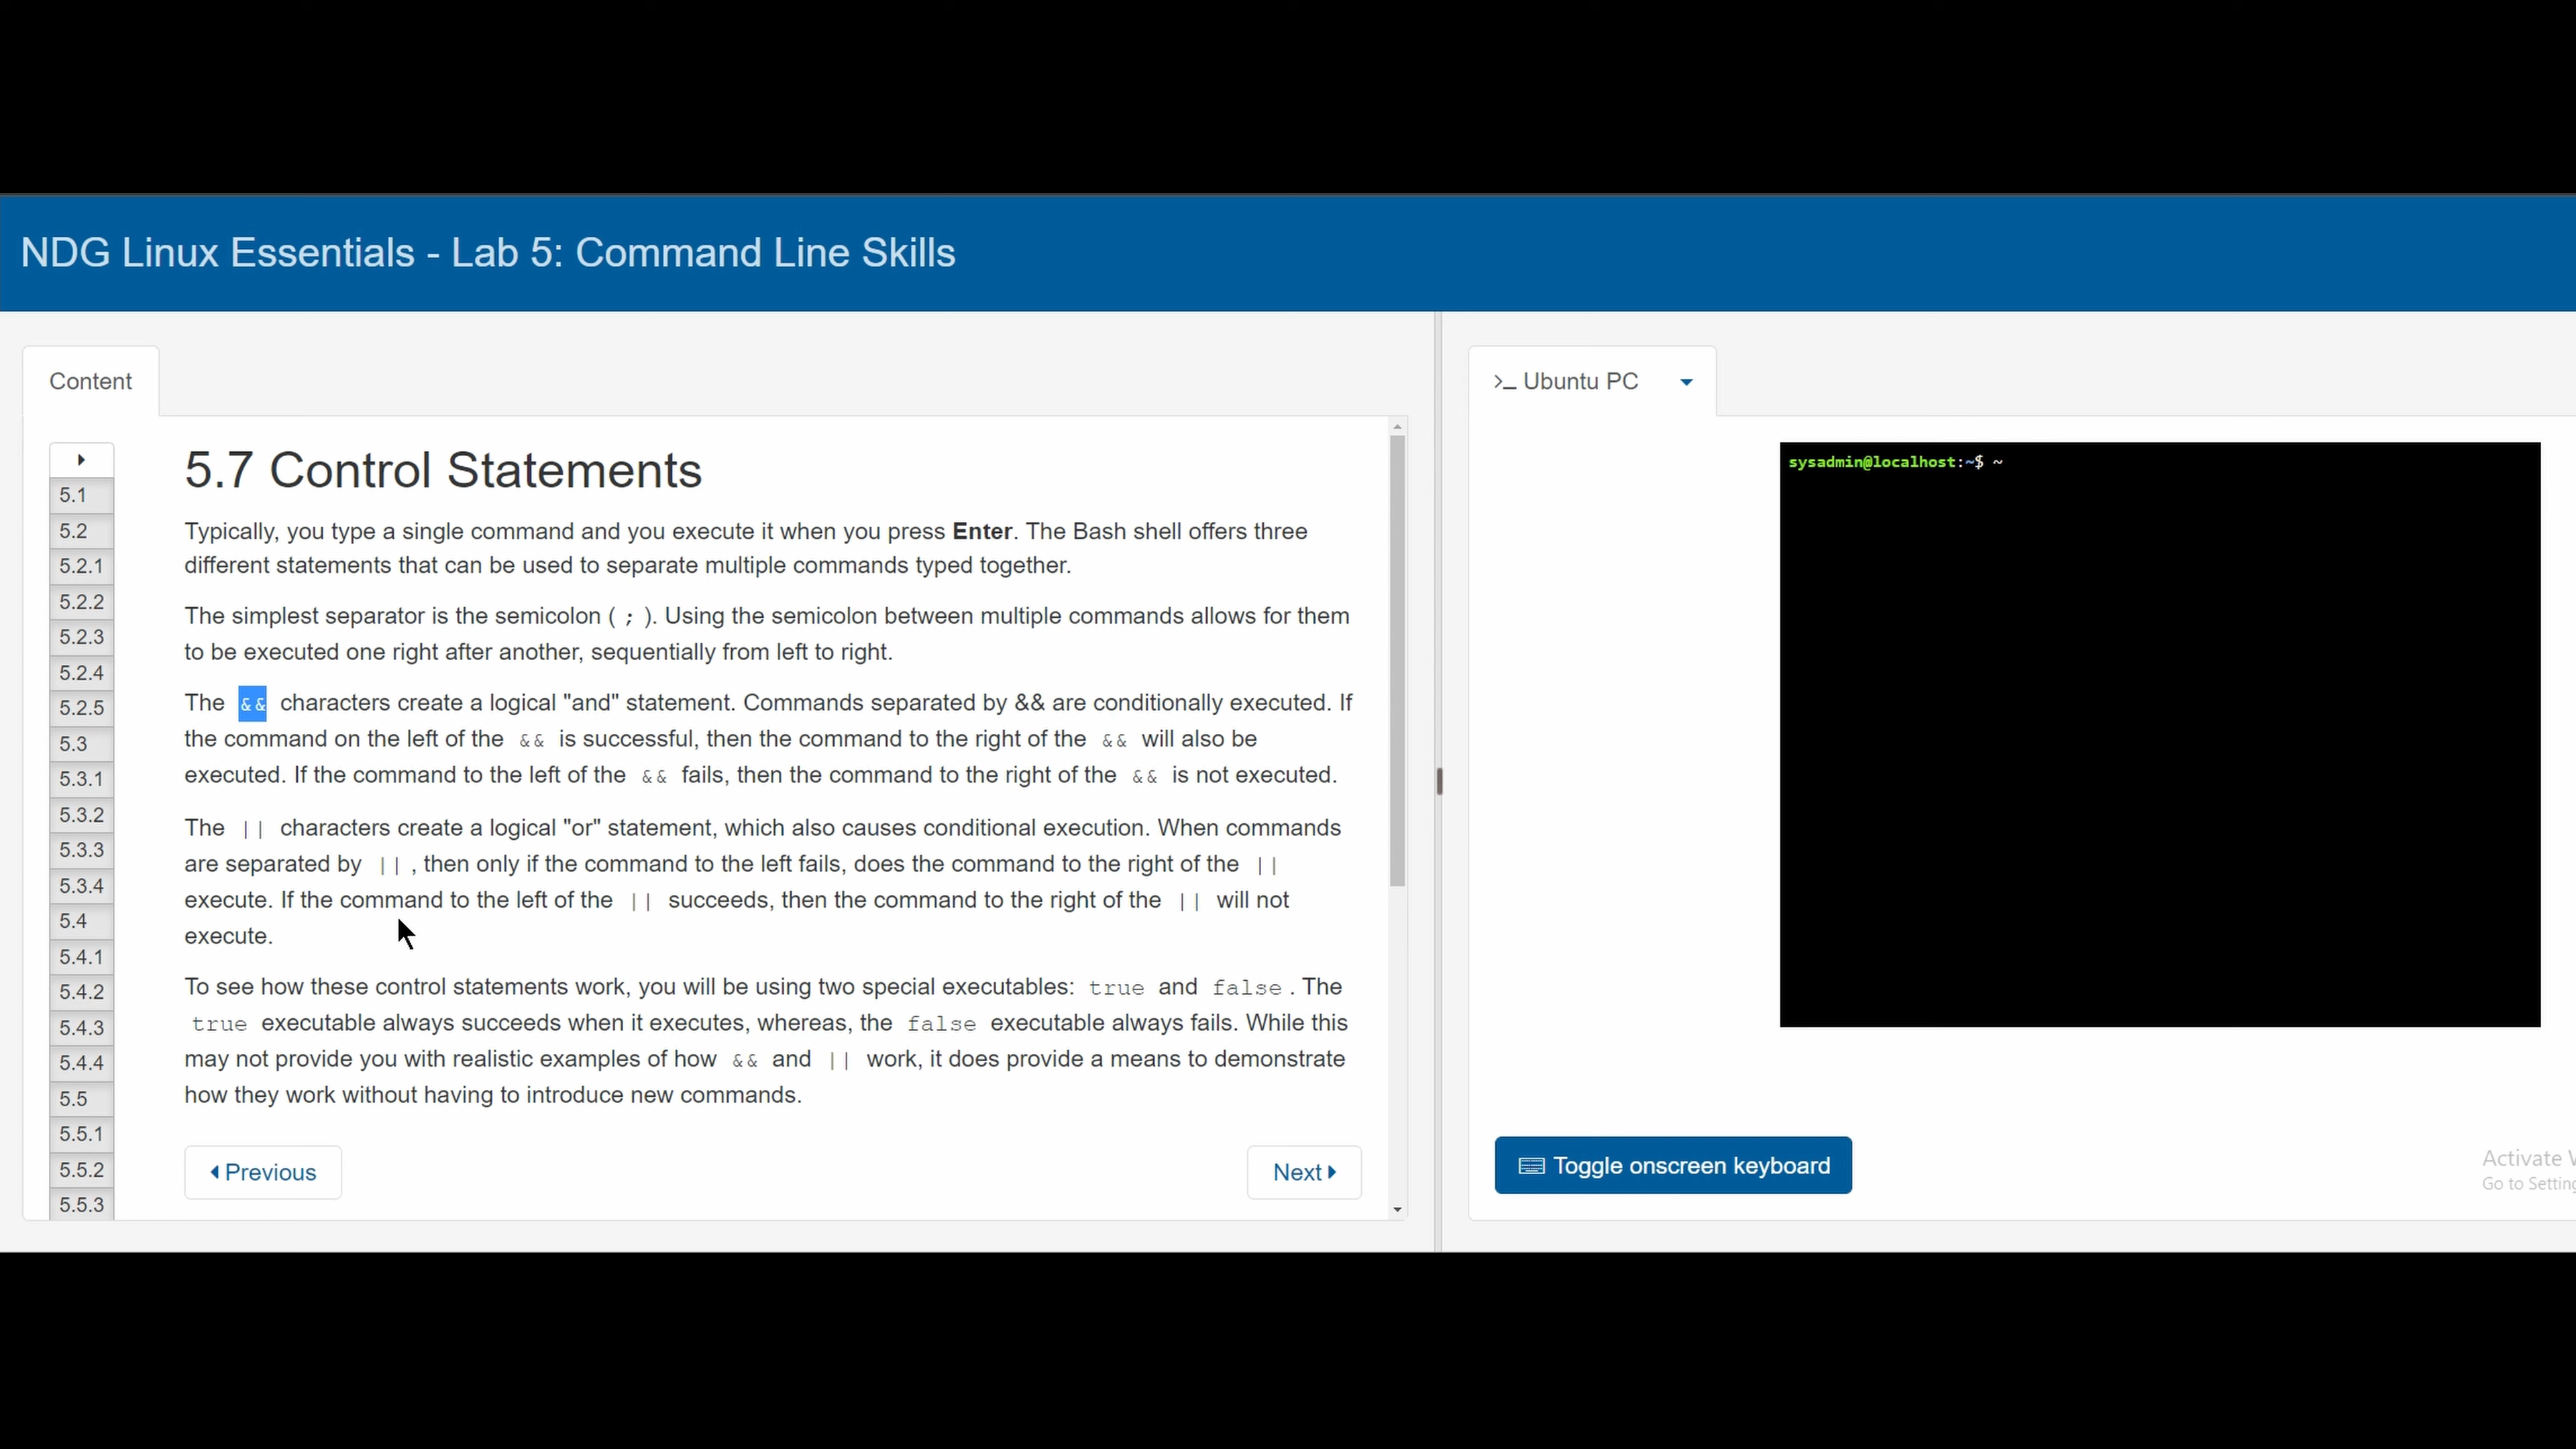 NDG Linux Essentials - Lab 5: Command Line Skills
Content
5.1
5.2
5.2.1
5.2.2
5.2.3
5.2.4
5.2.5
5.3
5.3.1
5.3.2
5.3.3
5.3.4
5.4
5.4.1
5.4.2
5.4.3
5.4.4
5.5
5.5.1
5.5.2
5.5.3
5.7 Control Statements
Typically, you type a single command and you execute it when you press Enter. The Bash shell offers three
different statements that can be used to separate multiple commands typed together.
The simplest separator is the semicolon ( ; ). Using the semicolon between multiple commands allows for them
to be executed one right after another, sequentially from left to right.
The && characters create a logical "and" statement. Commands separated by && are conditionally executed. If
the command on the left of the && is successful, then the command to the right of the && will also be
executed. If the command to the left of the && fails, then the command to the right of the && is not executed.
The || characters create a logical "or" statement, which also causes conditional execution. When commands
are separated by || , then only if the command to the left fails, does the command to the right of the ||
execute. If the command to the left of the || succeeds, then the command to the right of the || will not
execute.
To see how these control statements work, you will be using two special executables: true and false. The
true executable always succeeds when it executes, whereas, the false executable always fails. While this
may not provide you with realistic examples of how && and || work, it does provide a means to demonstrate
how they work without having to introduce new commands.
Previous
Next
>_ Ubuntu PC
sysadmin@localhost:~$ ~
Toggle onscreen keyboard
Activate
Go to Setting